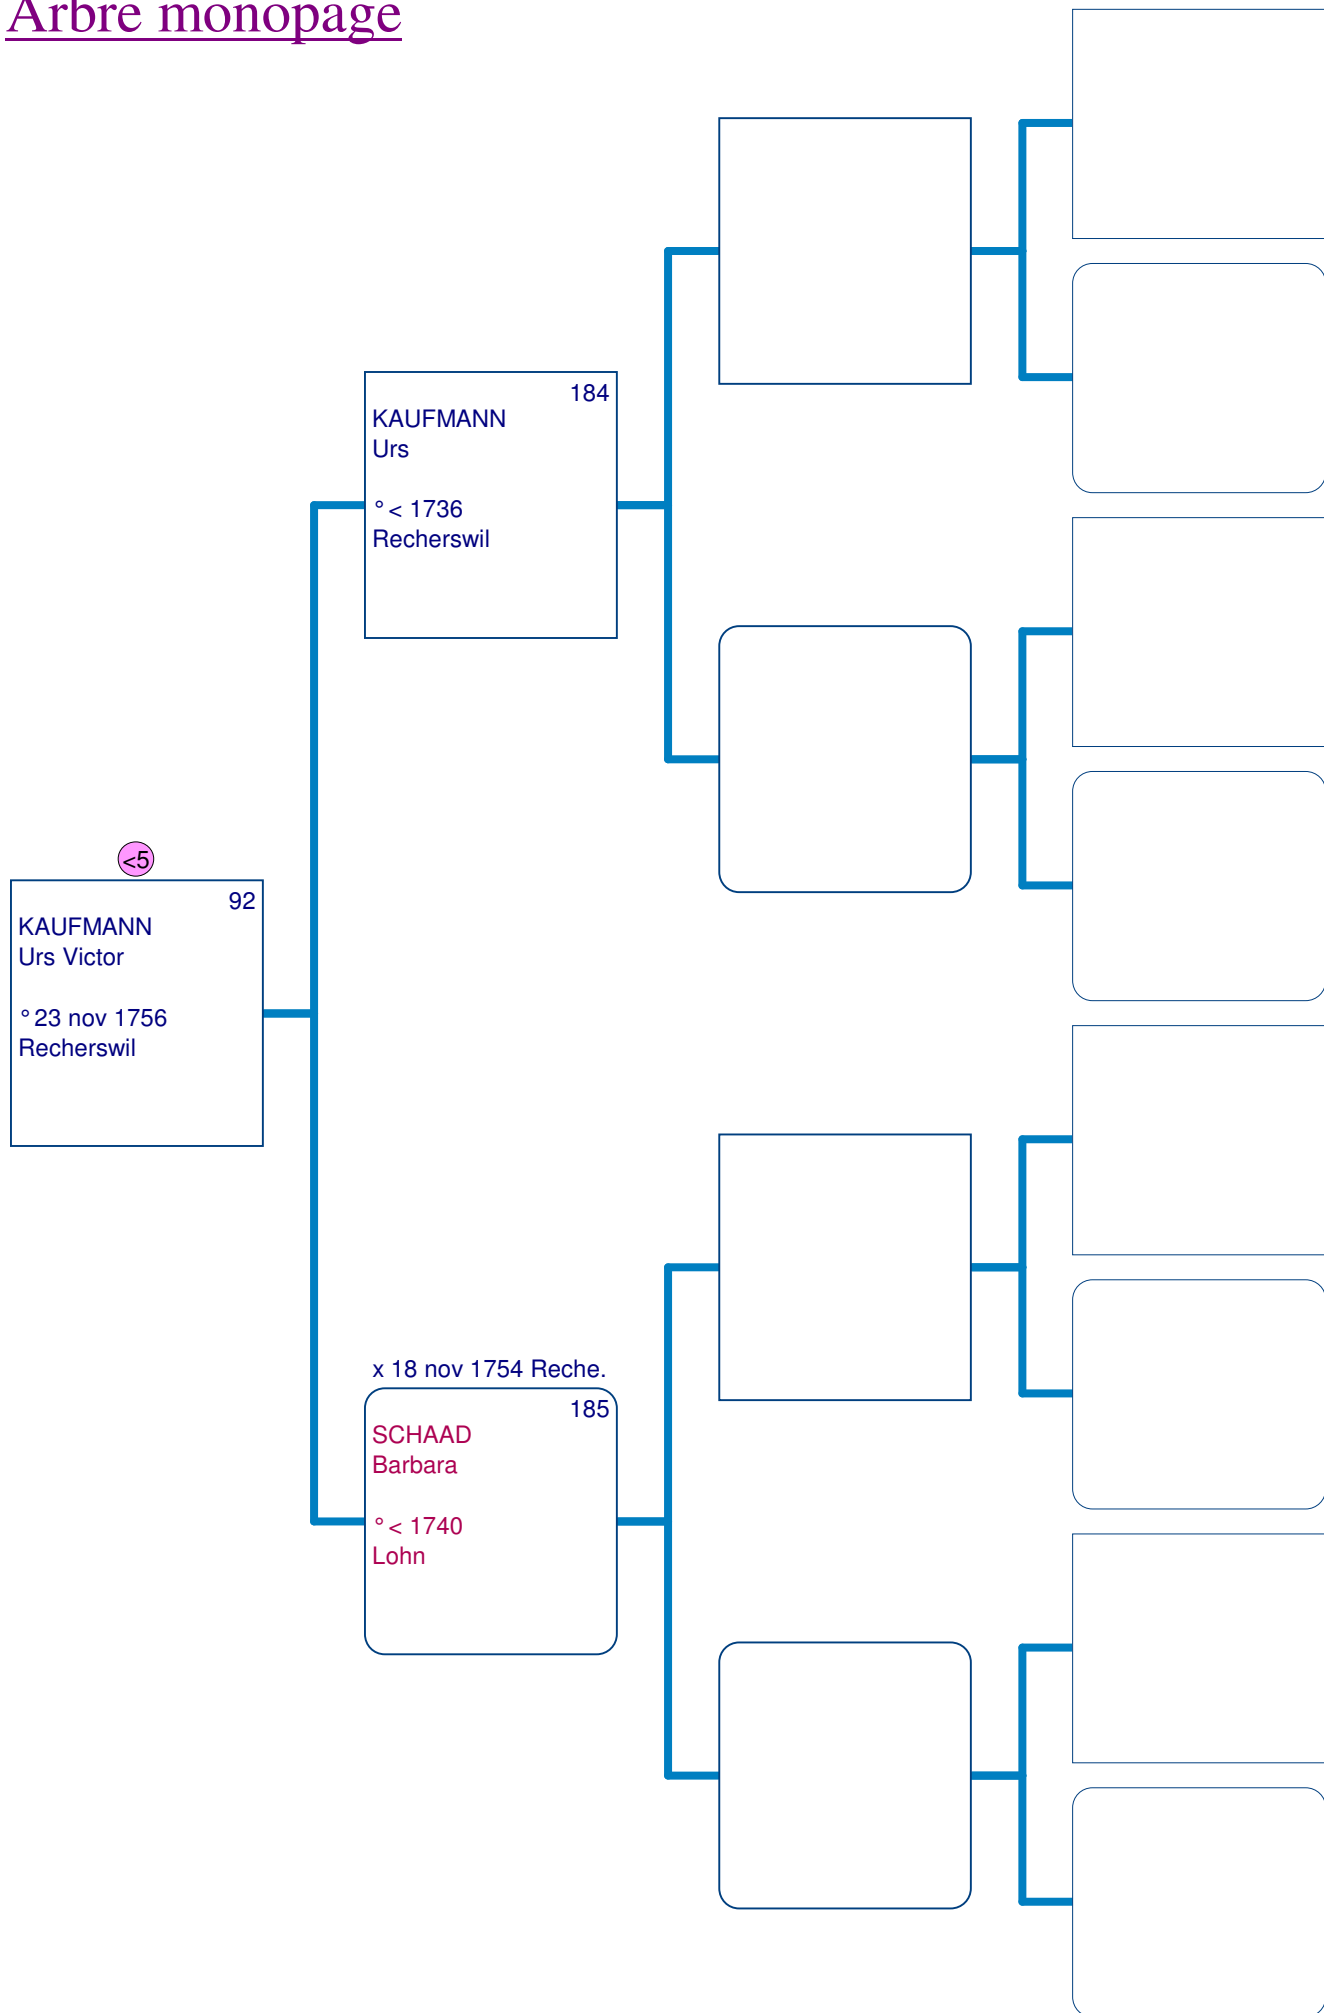 Arbre monopage
184
KAUFMANN
Urs
° < 1736
Recherswil
<5
92
KAUFMANN
Urs Victor
° 23 nov 1756
Recherswil
x 18 nov 1754 Reche.
185
SCHAAD
Barbara
° < 1740
Lohn